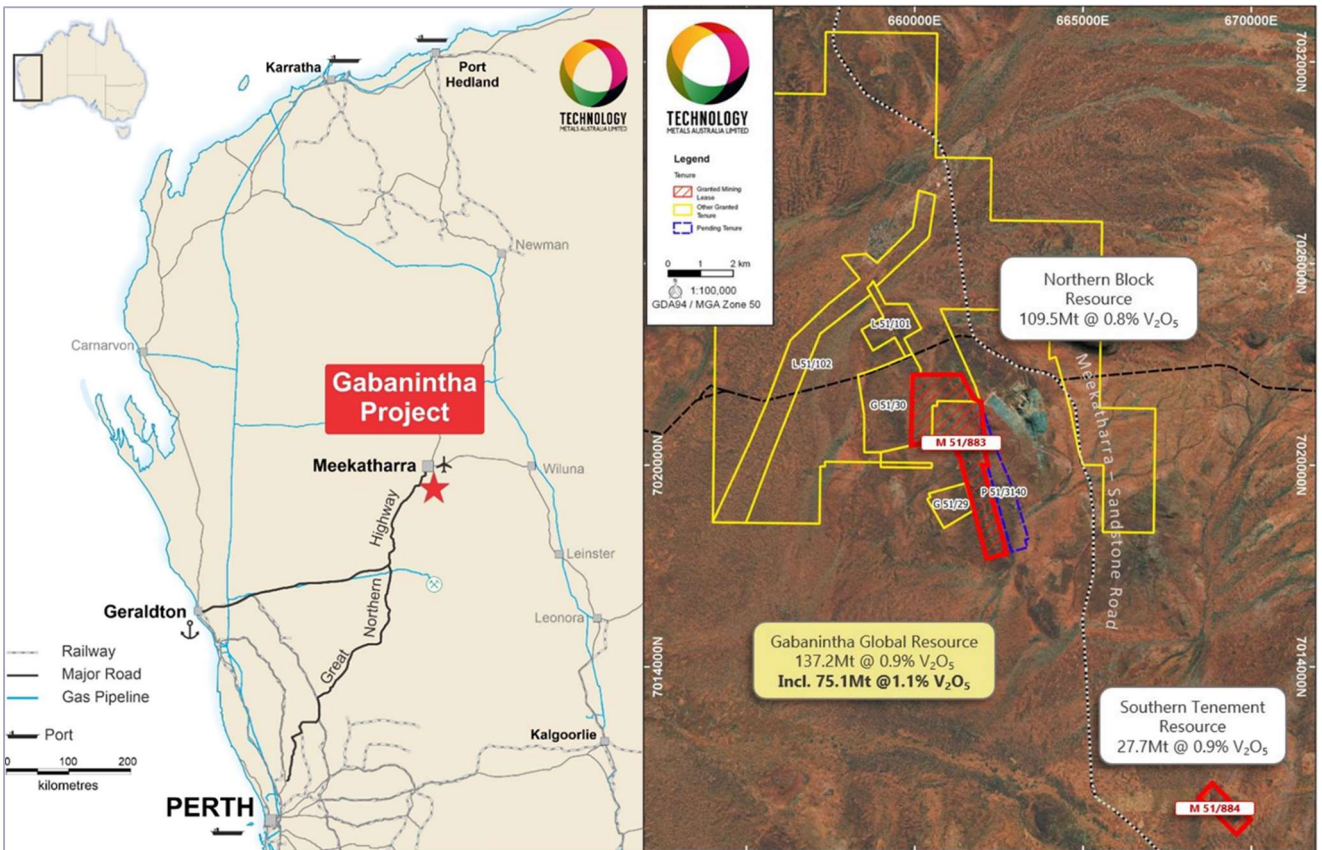 Karratha
Port
Hedland
TECHNOLOGY
METALS AUSTRALIA LIMITED
Newman
Carnarvon
Gabanintha
Project
Meekatharra
Wiluna
Highway
Leinster
Northern
Geraldton
Leonora
Great
Railway
Major Road
Gas Pipeline
Port
Kalgoorlie
0 100 200
kilometres
PERTH
660000E
665000E
670000E
TECHNOLOGY
METALS AUSTRALIA LIMITED
Legend
Tenure
Granted Mining
Lease
Other Granted
Tenure
Pending Tenure
0 1 2 km
1:100,000
GDA94 / MGA Zone 50
7032000N
7026000N
Northern Block
Resource
109.5Mt @ 0.8% V₂O₅
L 51/101
L 51/102
G 51/30
M 51/883
P 51/3140
G 51/29
Meekatharra - Sandstone Road
7020000N
7020000N
Gabanintha Global Resource
137.2Mt @ 0.9% V₂O₅
Incl. 75.1Mt @1.1% V₂O₅
7014000N
7014000N
Southern Tenement
Resource
27.7Mt @ 0.9% V₂O₅
M 51/884